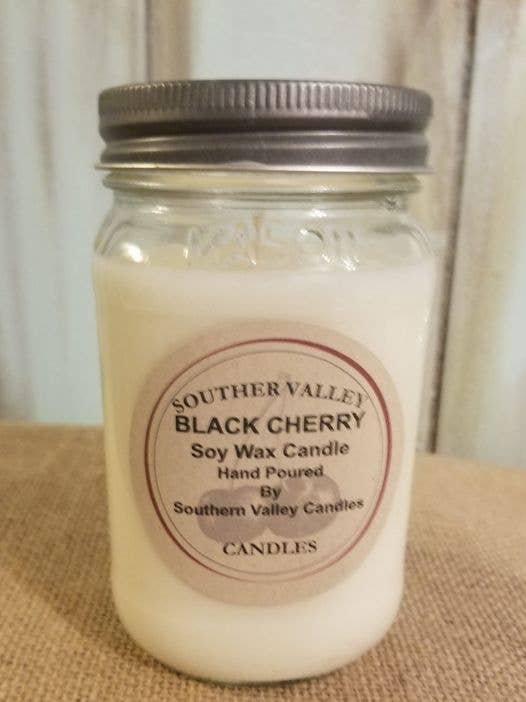 Mason
SOUTHER VALLEY
BLACK CHERRY
Soy Wax Candle
Hand Poured
By
Southern Valley Candles
CANDLES